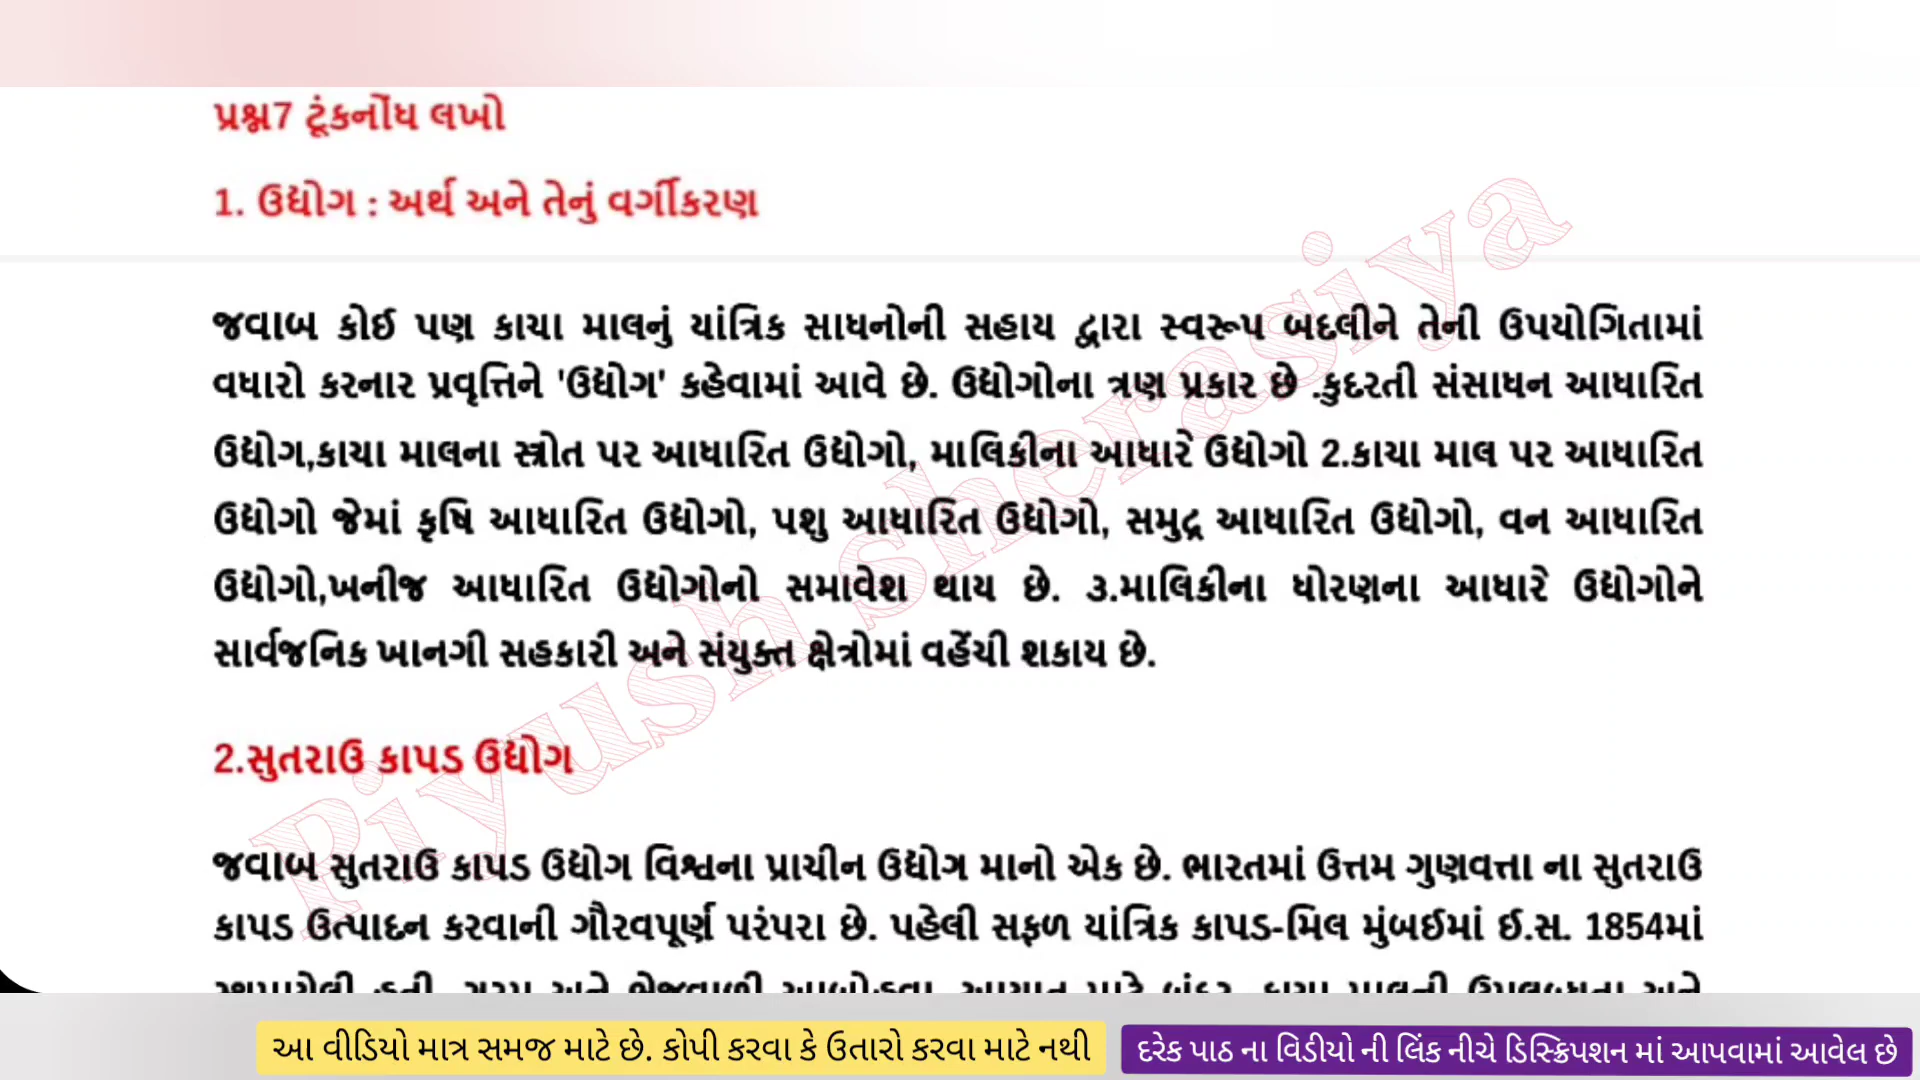 પ્રશ્ન7 ટૂંકનોંધ લખો
1. ઉદ્યોગ : અર્થ અને તેનું વર્ગીકરણ
જવાબ કોઈ પણ કાચા માલનું યાંત્રિક સાધનોની સહાય દ્વારા સ્વરૂપ બદલીને તેની ઉપયોગિતામાં
વધારો કરનાર પ્રવૃત્તિને 'ઉદ્યોગ' કહેવામાં આવે છે. ઉદ્યોગોના ત્રણ પ્રકાર છે .કુદરતી સંસાધન આધારિત
ઉદ્યોગ,કાચા માલના સ્ત્રોત પર આધારિત ઉદ્યોગો, માલિકીના આધારે ઉદ્યોગો 2.કાચા માલ પર આધારિત
ઉદ્યોગો જેમાં કૃષિ આધારિત ઉદ્યોગો, પશુ આધારિત ઉદ્યોગો, સમુદ્ર આધારિત ઉદ્યોગો, વન આધારિત
ઉદ્યોગો,ખનીજ આધારિત ઉદ્યોગોનો સમાવેશ થાય છે. ૩.માલિકીના ધોરણના આધારે ઉદ્યોગોને
સાર્વજનિક ખાનગી સહકારી અને સંયુક્ત ક્ષેત્રોમાં વહેંચી શકાય છે.
Piyush sherasiya
2.સુતરાઉ કાપડ ઉદ્યોગ
જવાબ સુતરાઉ કાપડ ઉદ્યોગ વિશ્વના પ્રાચીન ઉદ્યોગ માનો એક છે. ભારતમાં ઉત્તમ ગુણવત્તા ના સુતરાઉ
કાપડ ઉત્પાદન કરવાની ગૌરવપૂર્ણ પરંપરા છે. પહેલી સફળ યાંત્રિક કાપડ-મિલ મુંબઈમાં ઈ.સ. 1854માં
આ વીડિયો માત્ર સમજ માટે છે. કોપી કરવા કે ઉતારો કરવા માટે નથી
દરેક પાઠ ના વિડીયો ની લિંક નીચે ડિસ્ક્રિપશન માં આપવામાં આવેલ છે